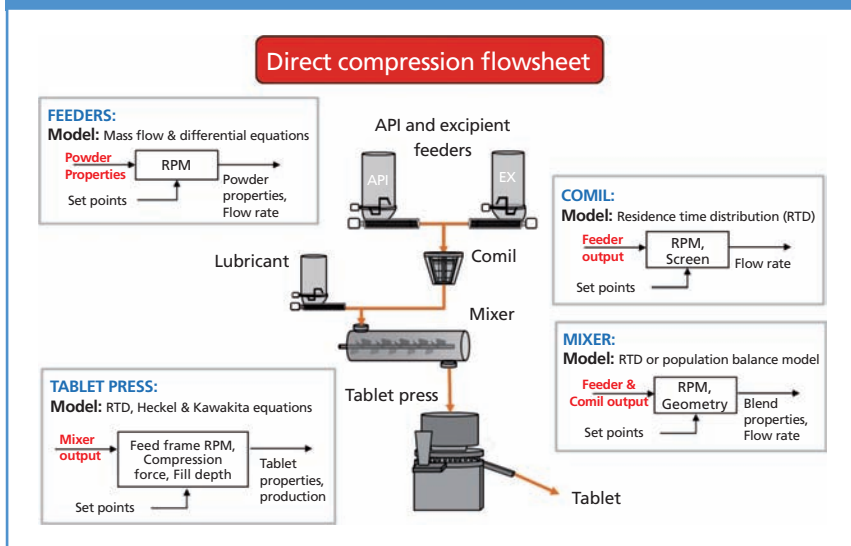 Direct compression flowsheet
FEEDERS:
Model: Mass flow & differential equations
Powder
Properties
RPM
Set points
Powder
properties,
Flow rate
API and excipient
feeders
API
EX
COMIL:
Model: Residence time distribution (RTD)
Feeder
output
RPM,
Screen
Flow rate
Set points
Lubricant
Comil
Mixer
MIXER:
Model: RTD or population balance model
Feeder &
Comil output
RPM,
Geometry
Blend
properties,
Flow rate
Set points
TABLET PRESS:
Model: RTD, Heckel & Kawakita equations
Mixer
output
Feed frame RPM,
Compression
force, Fill depth
Tablet
properties,
production
Set points
Tablet press
Tablet